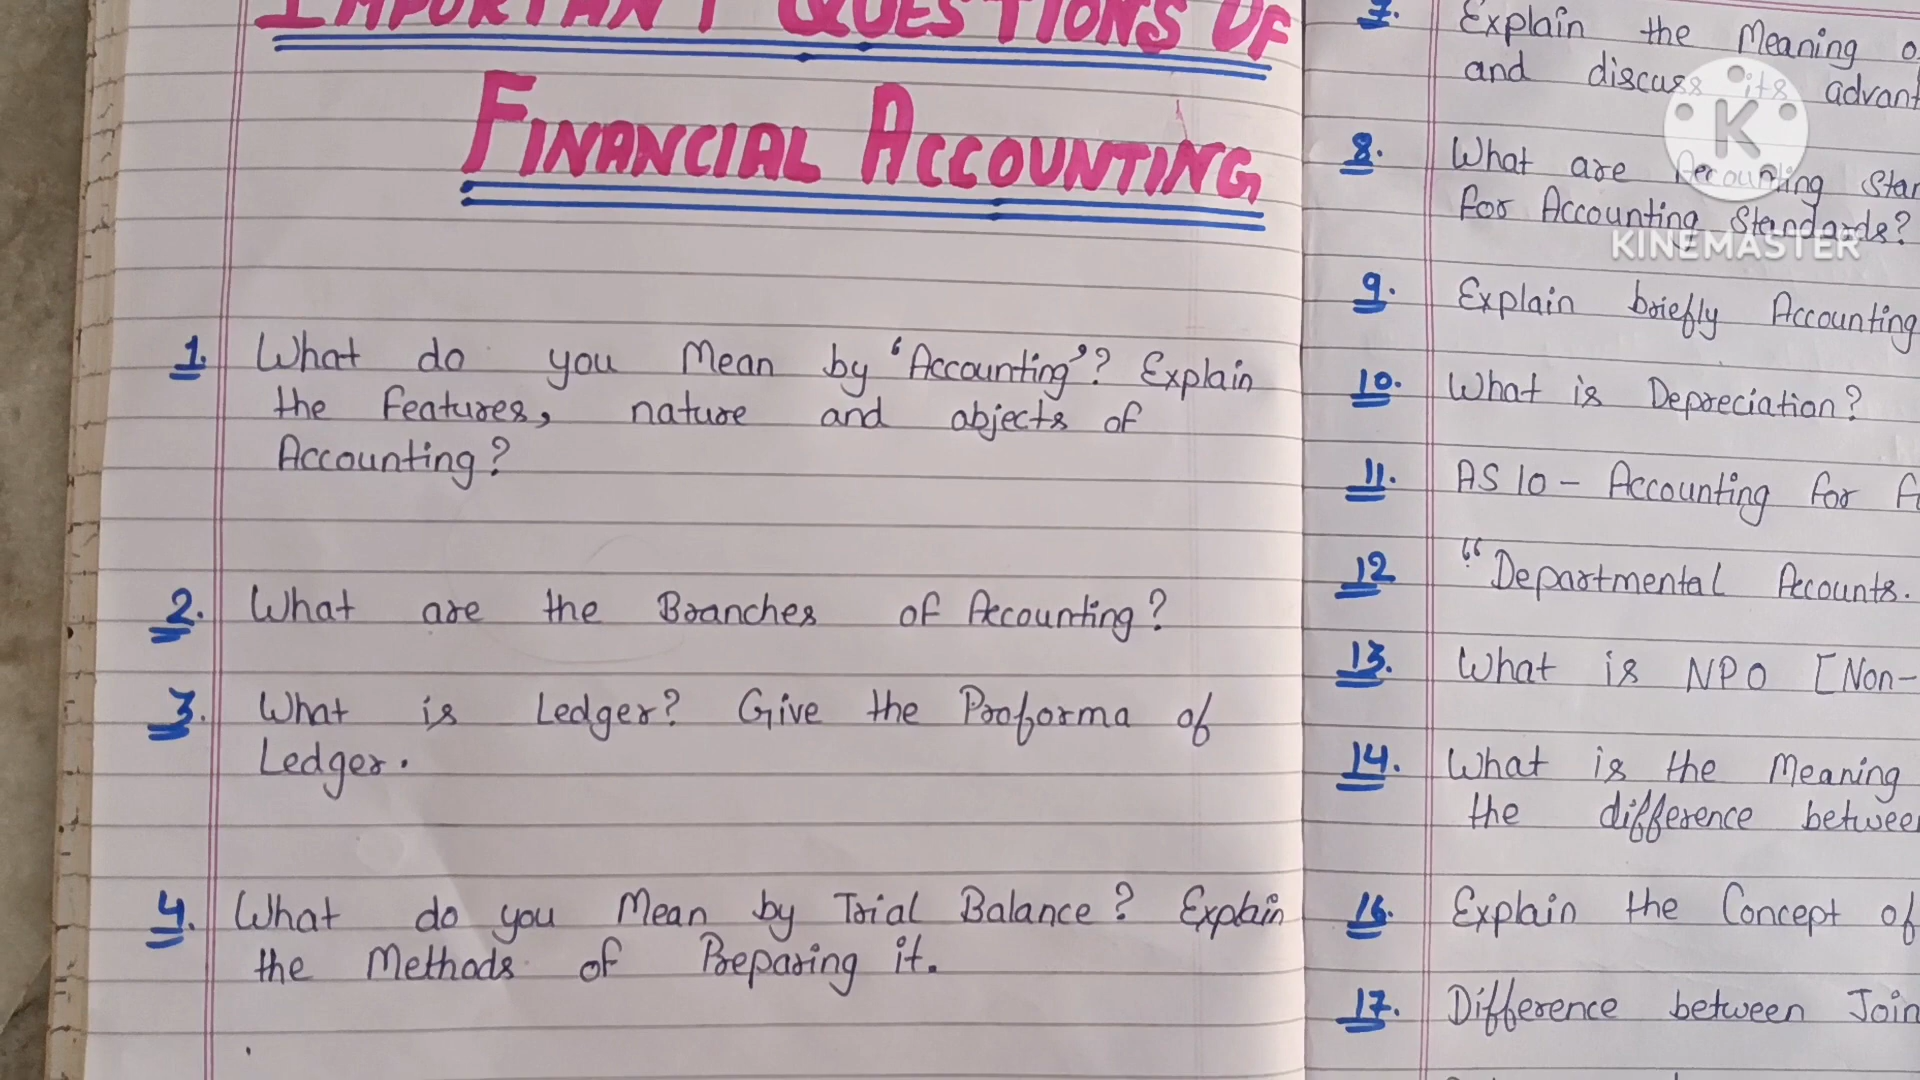 IMPORTANT QUESTIONS OF
FINANCIAL ACCOUNTING
1. What do you Mean by 'Accounting'? Explain
the features, nature and objects of
Accounting?
2. What are the Branches of Accounting?
3. What is Ledger? Give the Proforma of
Ledger.
4. What do you Mean by Trial Balance? Explain
the Methods of Preparing it.
7. Explain the Meaning
and discuss its
8. What are Accounting
for Accounting Standards?
9. Explain briefly Accounting
10. What is Depreciation?
11. AS 10 - Accounting for
12 "Departmental Accounts.
13. What is NPO [Non-
14. What is the Meaning
the difference between
16. Explain the Concept of
17. Difference between
K
KINEMASTER